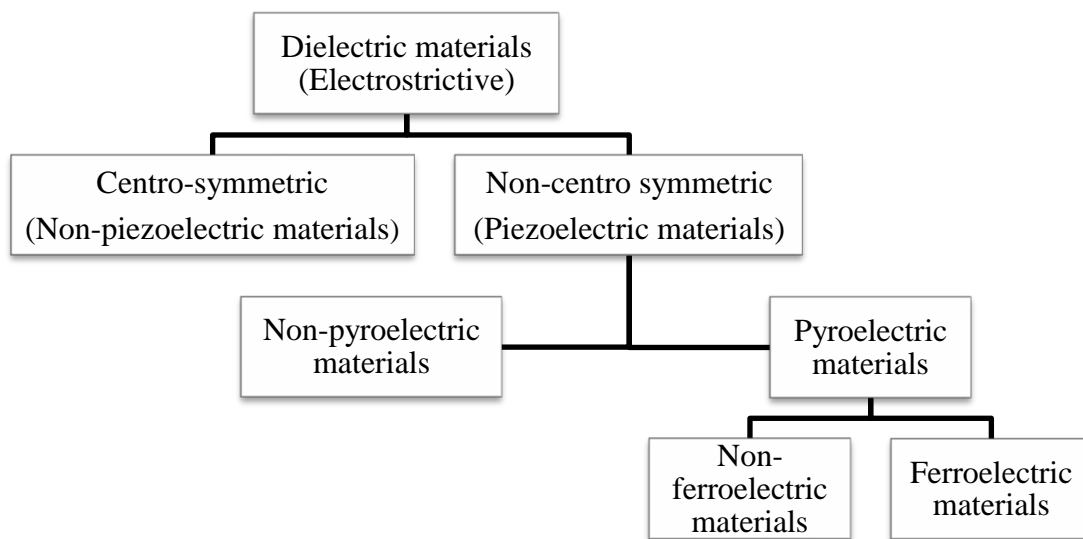 Dielectric materials
(Electrostrictive)
Centro-symmetric
(Non-piezoelectric materials)
Non-centro symmetric
(Piezoelectric materials)
Non-pyroelectric
materials
Pyroelectric
materials
Non-
ferroelectric
materials
Ferroelectric
materials